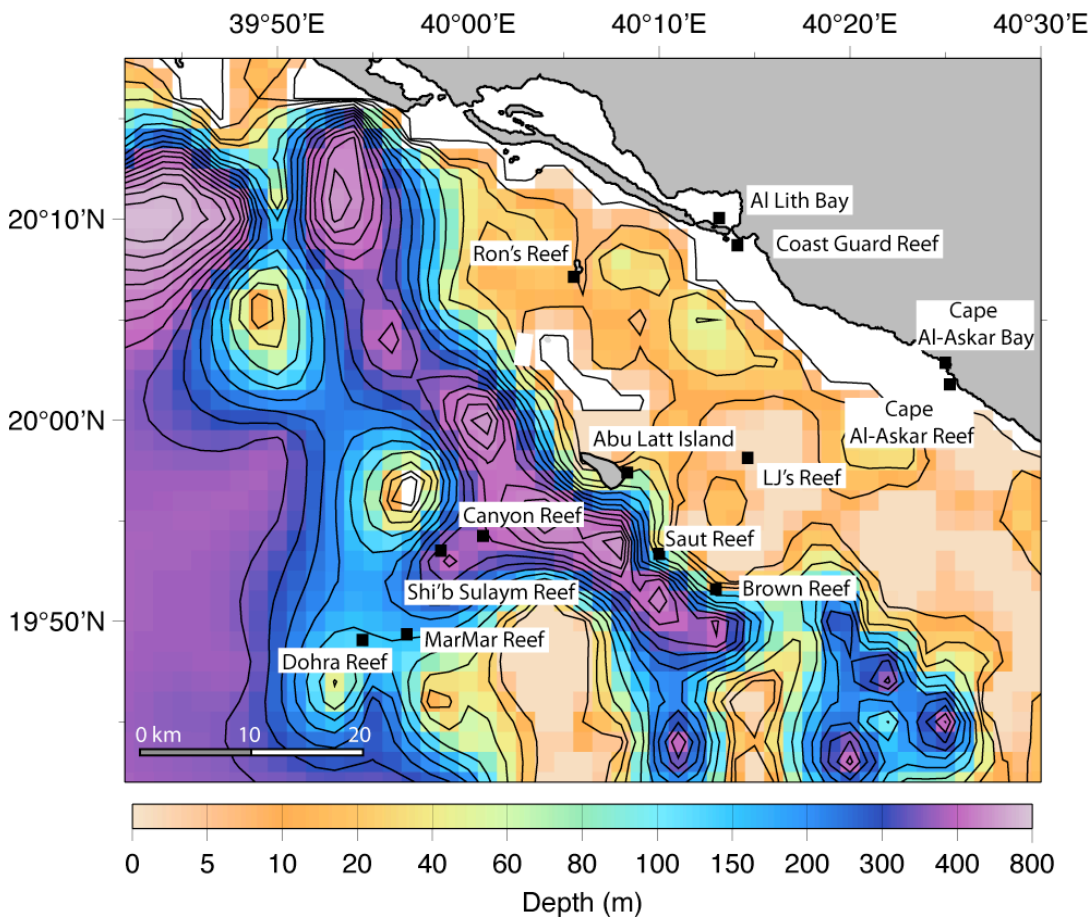 39°50'E 40°00'E 40°10'E 40°20'E 40°30'E
20°10'N
20°00'N
19°50'N
Al Lith Bay
Coast Guard Reef
Ron's Reef
Cape
Al-Askar Bay
Cape
Al-Askar Reef
Abu Latt Island
LJ's Reef
Canyon Reef
Saut Reef
Shi'b Sulaym Reef
Brown Reef
MarMar Reef
Dohra Reef
0 km 10 20
0 5 10 20 40 60 80 100 150 200 300 400 800
Depth (m)